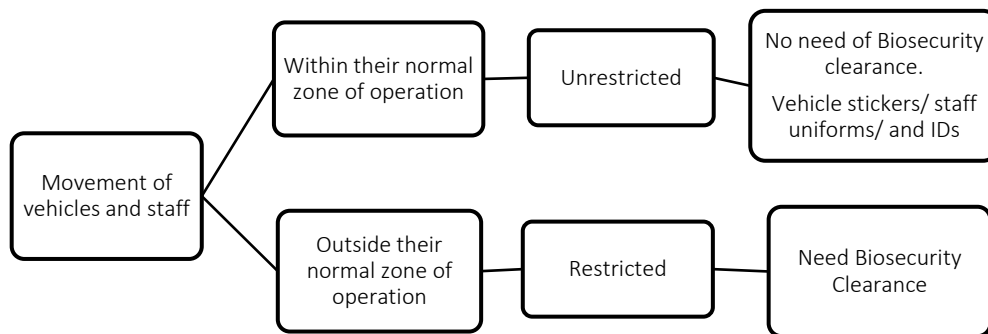 Movement of
vehicles and staff
Within their normal
zone of operation
Unrestricted
No need of Biosecurity
clearance.
Vehicle stickers/ staff
uniforms/ and IDs
Outside their
normal zone of
operation
Restricted
Need Biosecurity
Clearance